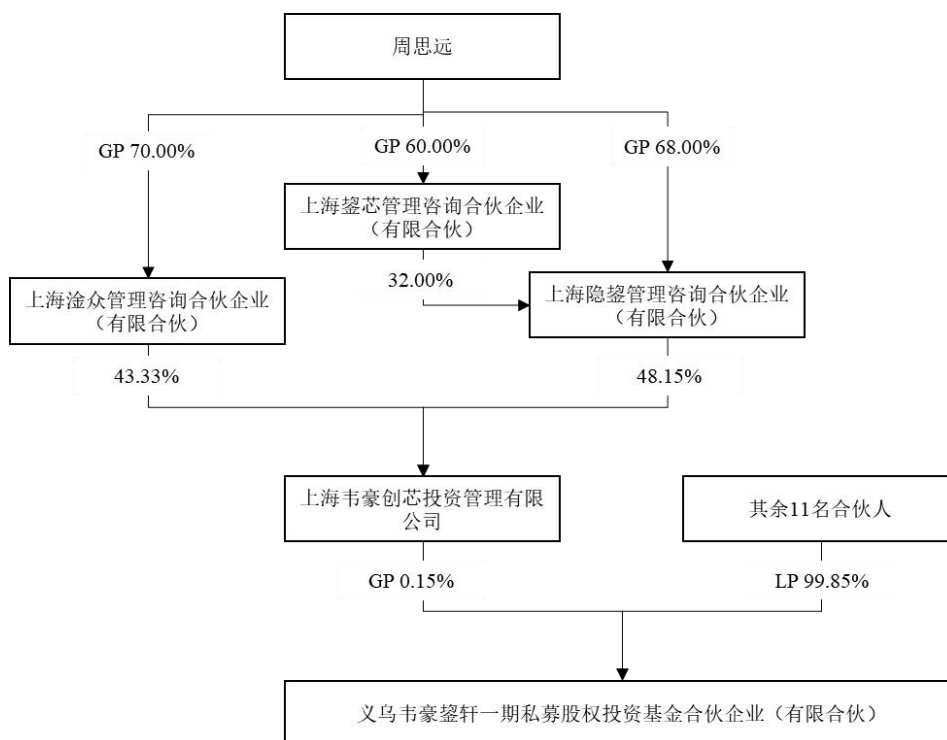 周思远
GP 70.00%
GP 60.00%
GP 68.00%
上海鋆芯管理咨询合伙企业
（有限合伙）
32.00%
上海淦众管理咨询合伙企业
（有限合伙）
上海隐鋆管理咨询合伙企业
（有限合伙）
43.33%
48.15%
上海韦豪创芯投资管理有限
公司
其余11名合伙人
GP 0.15%
LP 99.85%
义乌韦豪鋆轩一期私募股权投资基金合伙企业（有限合伙）